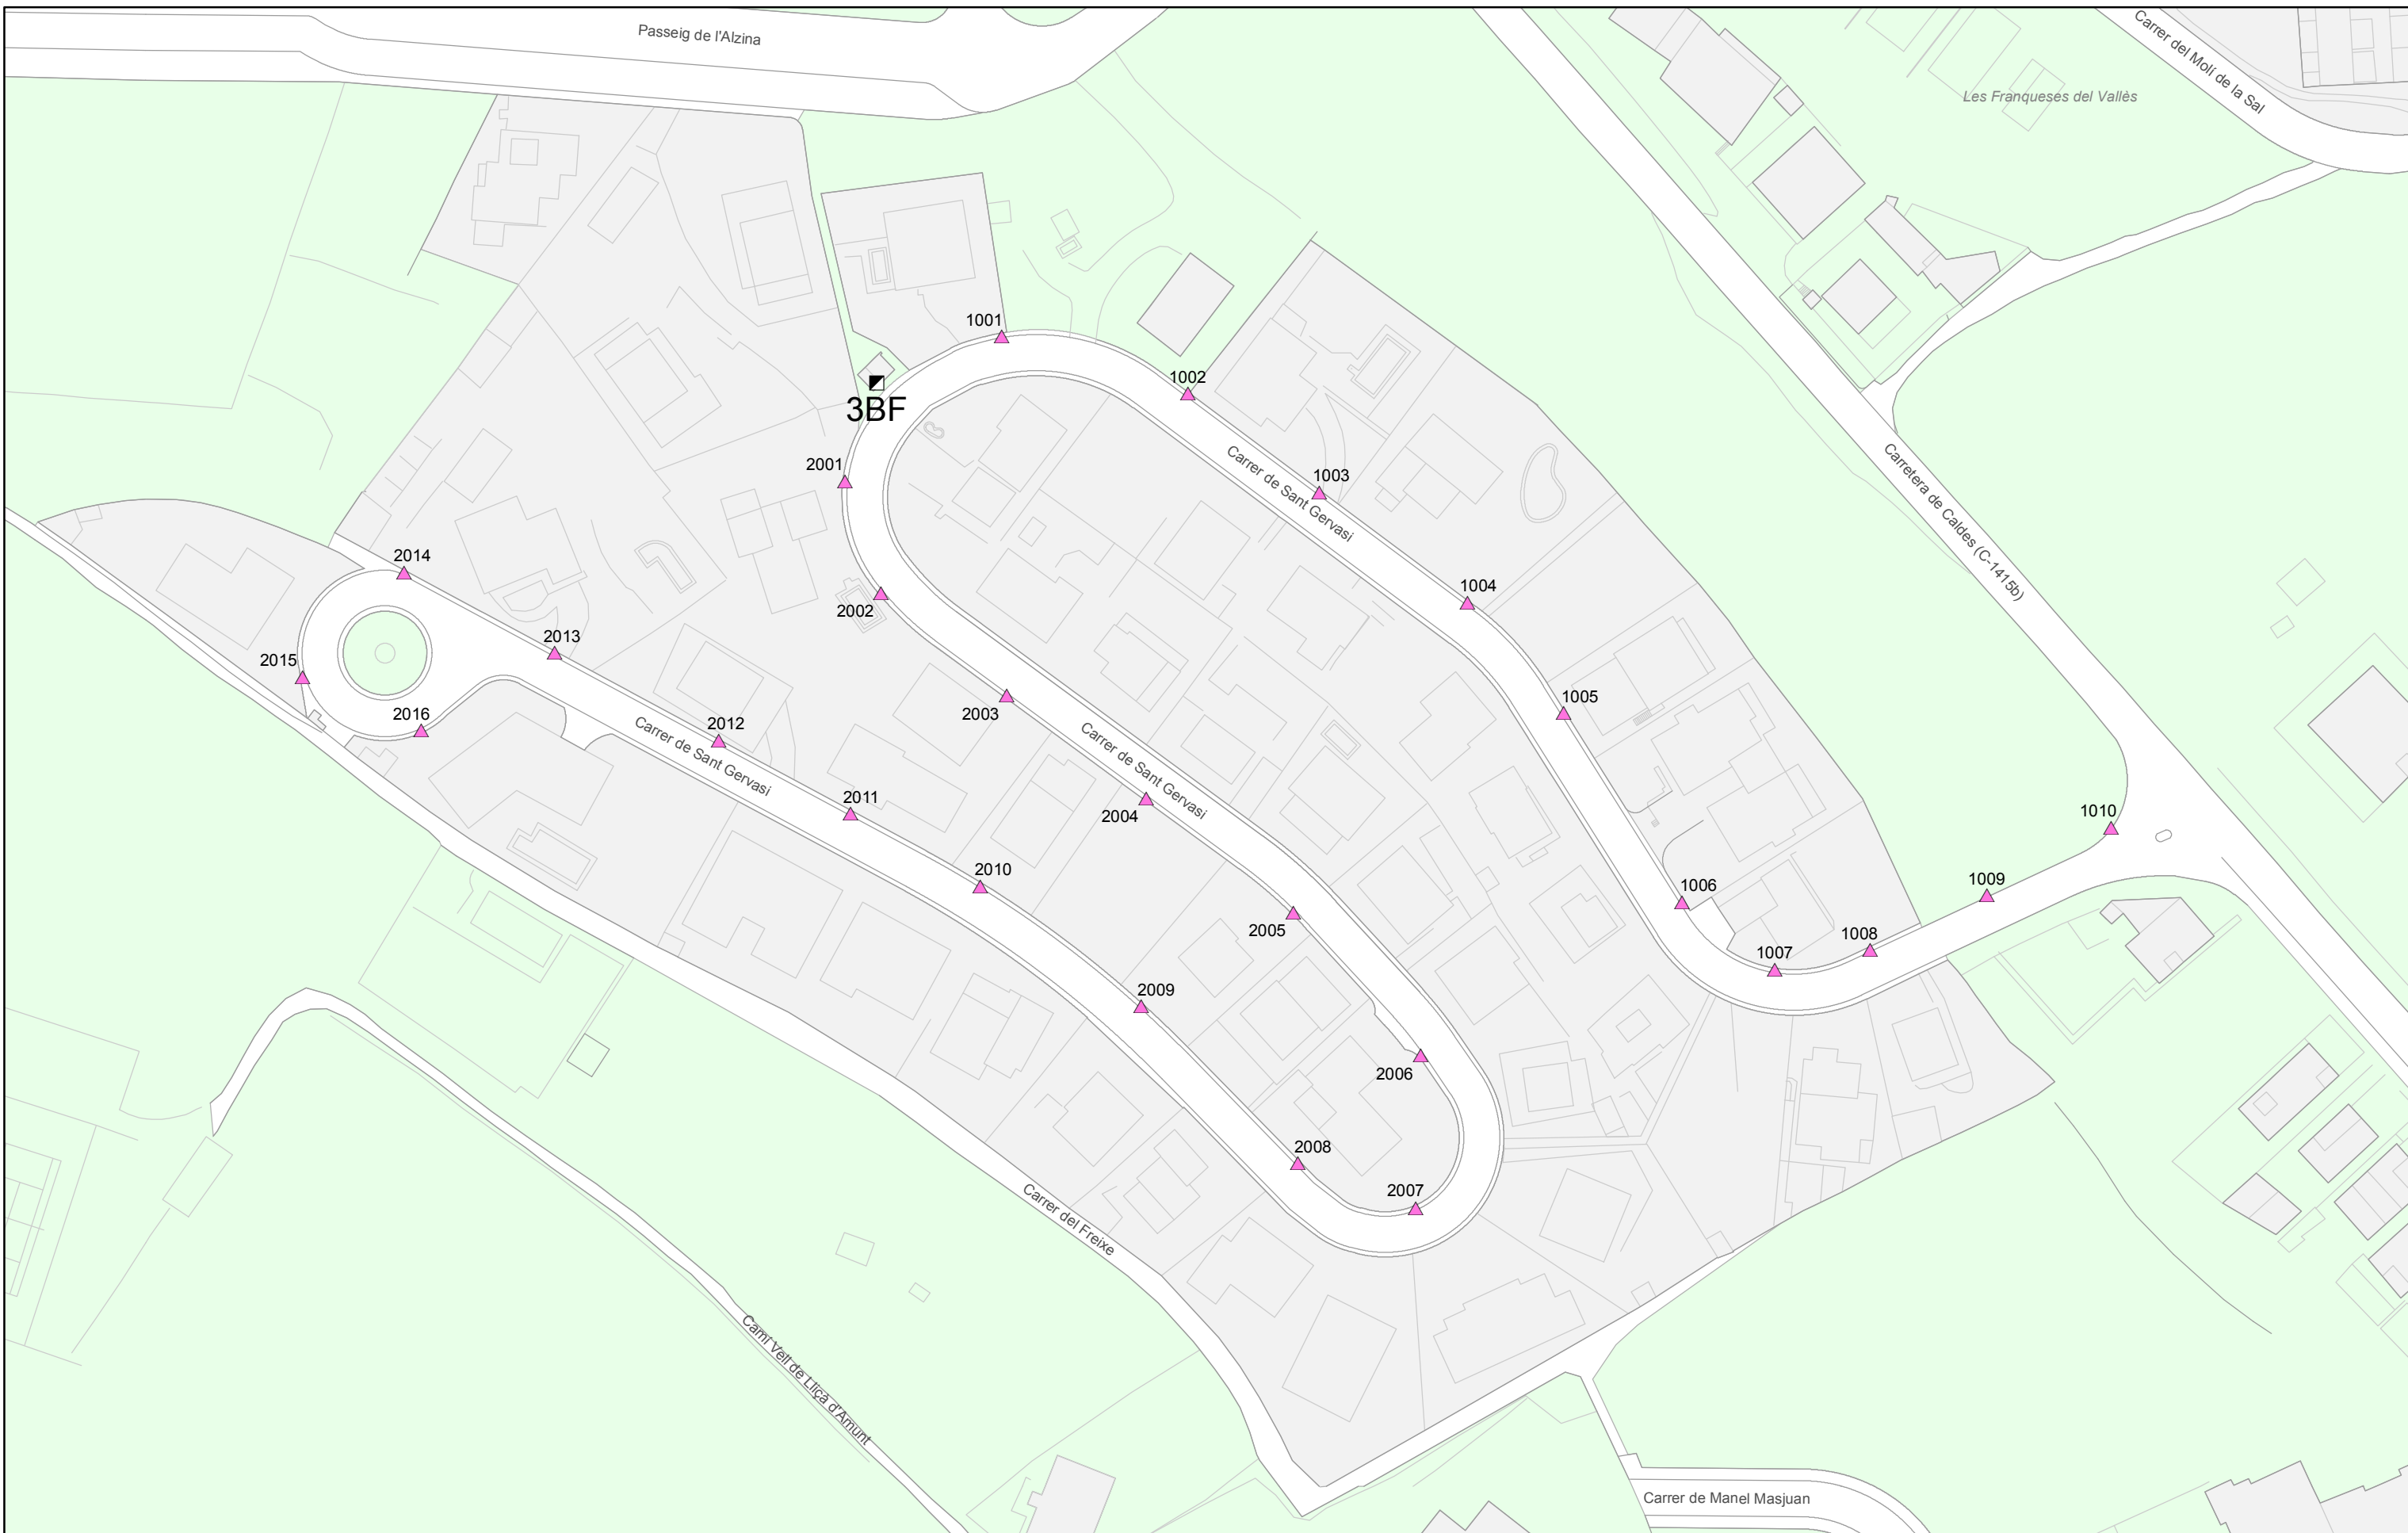 Passeig de l'Alzina
Carrer del Molí de la Sal
Les Franqueses del Vallès
1001
1002
3BF
2001
Carrer de Sant Gervasi
1003
Carretera de Caldes (C-1415b)
2014
2002
1004
2013
2015
2003
1005
2016
2012
Carrer de Sant Gervasi
Carrer de Sant Gervasi
2011
2004
1010
2010
1006
1009
2005
1008
1007
2009
2006
2008
2007
Carrer del Freixe
Camí Vell de Lliçà d'Amunt
Carrer de Manel Masjuan